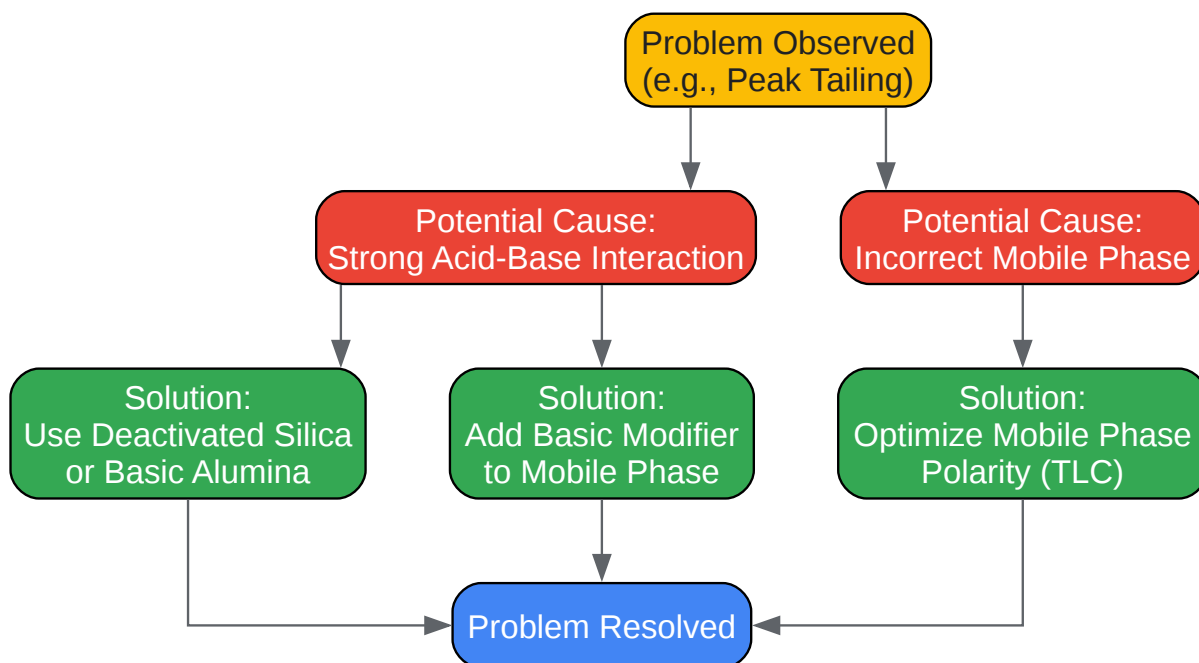 Problem Observed
(e.g., Peak Tailing)
Potential Cause:
Strong Acid-Base Interaction
Potential Cause:
Incorrect Mobile Phase
Solution:
Use Deactivated Silica
or Basic Alumina
Solution:
Add Basic Modifier
to Mobile Phase
Solution:
Optimize Mobile Phase
Polarity (TLC)
Problem Resolved